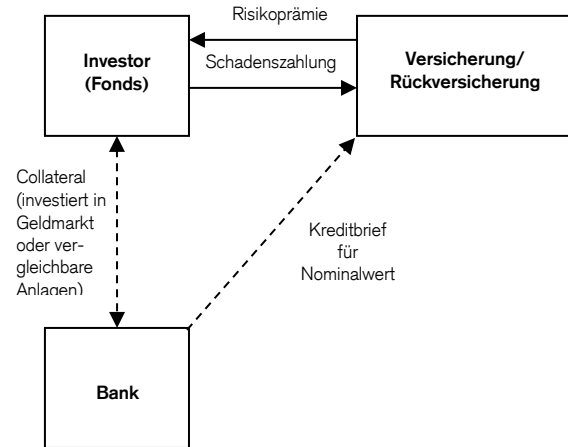 Risikoprämie
Investor
(Fonds)
Schadenszahlung
Versicherung/
Rückversicherung
Collateral
(investiert in
Geldmarkt
oder ver-
gleichbare
Anlagen)
Kreditbrief
für
Nominalwert
Bank